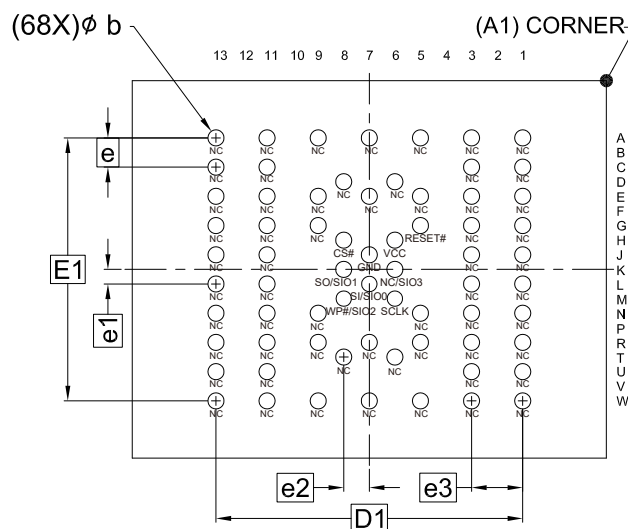 (68X)ϕ b
(A1) CORNER
13 12 11 10 9 8 7 6 5 4 3 2 1
A
NC NC NC NC NC NC NC
B
e
C
NC NC NC NC
D
NC NC
E
NC NC NC NC NC NC NC
F
G
NC NC NC RESET# NC NC
H
CS# VCC
J
NC NC GND NC NC
E1
K
SO/SIO1 NC/SIO3
L
NC NC SI/SIO0 NC NC
M
WP#/SIO2 SCLK
e1
N
NC NC NC NC NC NC
P
R
NC NC NC NC NC NC NC
T
NC NC
U
NC NC NC NC
V
W
NC NC NC NC NC NC NC
e2 e3
D1